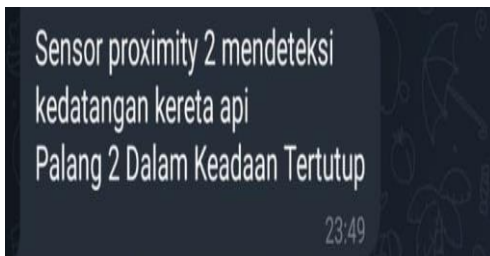 Sensor proximity 2 mendeteksi
kedatangan kereta api
Palang 2 Dalam Keadaan Tertutup
23:49